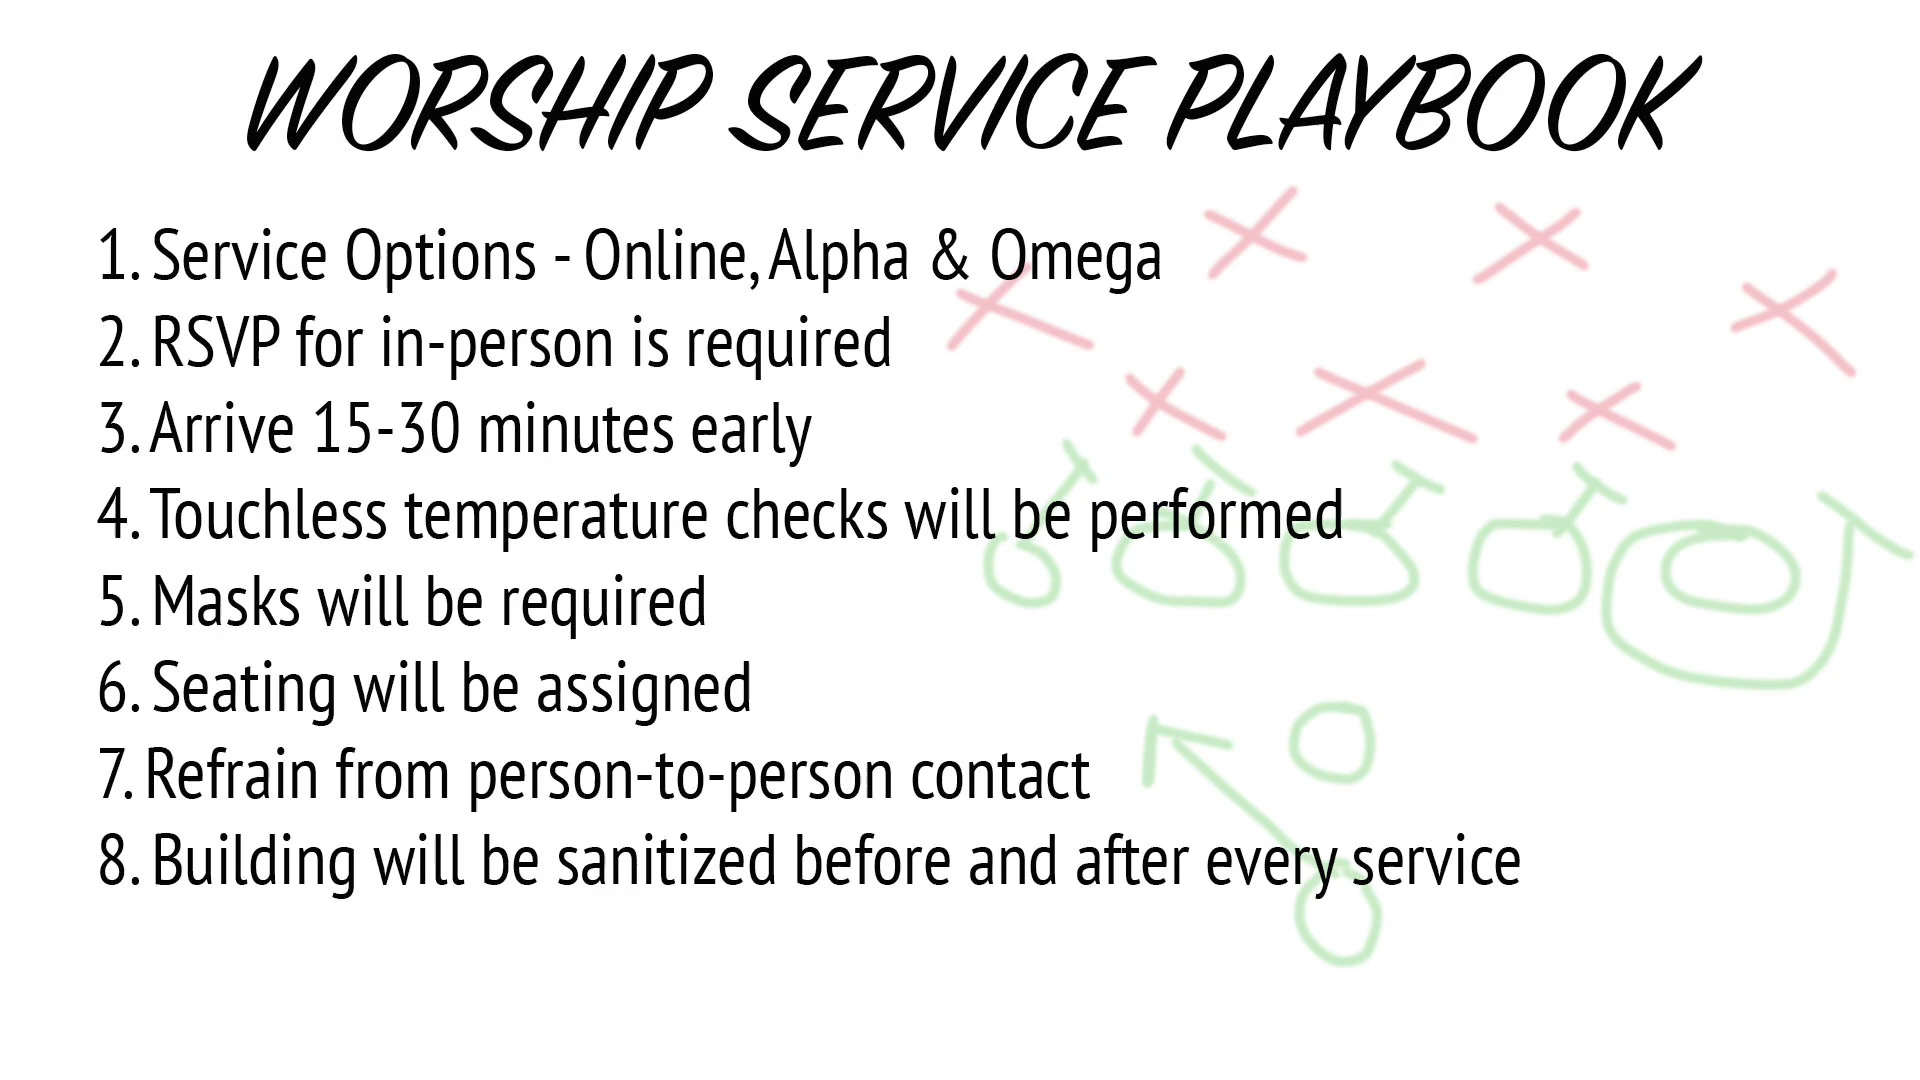 WORSHIP SERVICE PLAYBOOK
1. Service Options - Online, Alpha & Omega
2. RSVP for in-person is required
3. Arrive 15-30 minutes early
4. Touchless temperature checks will be performed
5. Masks will be required
6. Seating will be assigned
7. Refrain from person-to-person contact
8. Building will be sanitized before and after every service